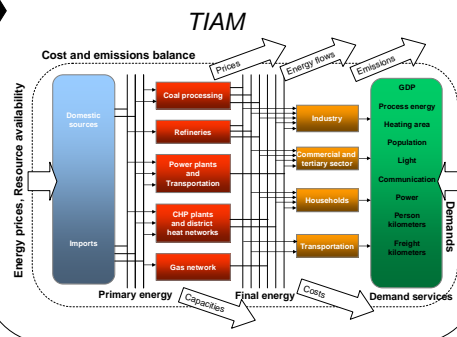 TIAM
Cost and emissions balance
Prices
Energy flows
Emissions
Energy prices, Resource availability
Domestic
sources
Imports
Coal processing
Refineries
Power plants
and
Transportation
CHP plants
and district
heat networks
Gas network
Industry
Commercial and
tertiary sector
Households
Transportation
GDP
Process energy
Heating area
Population
Light
Communication
Power
Person
kilometers
Freight
kilometers
Demands
Primary energy
Final energy
Demand services
Capacities
Costs